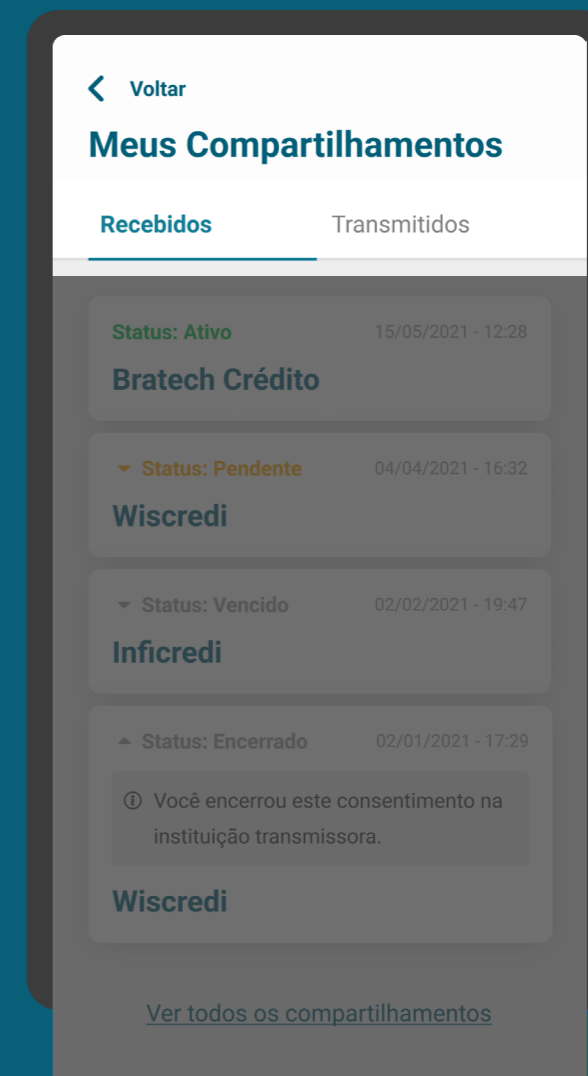 Voltar
Meus Compartilhamentos
Recebidos Transmitidos
Status: Ativo 15/05/2021 - 12:28
Bratech Crédito
Status: Pendente 04/04/2021 - 16:32
Wiscredi
Status: Vencido 02/02/2021 - 19:47
Inficredi
Status: Encerrado 02/01/2021 - 17:29
Você encerrou este consentimento na
instituição transmissora.
Wiscredi
Ver todos os compartilhamentos